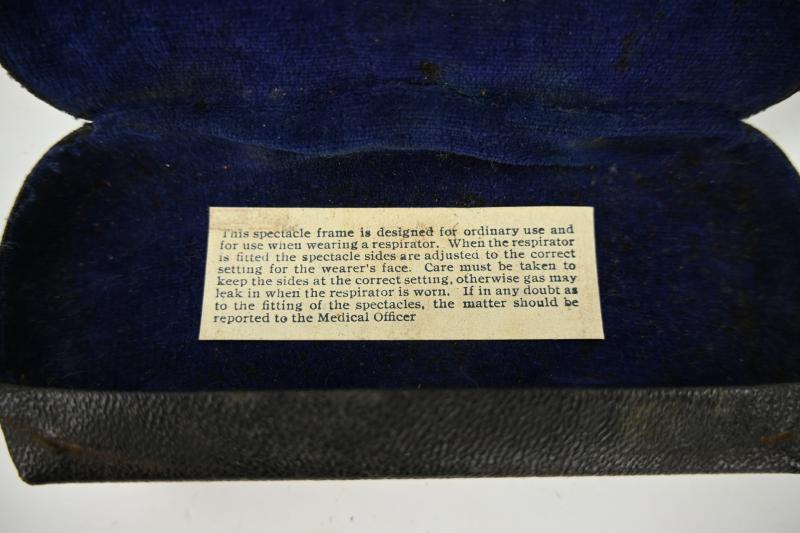 This spectacle frame is designed for ordinary use and
for use when wearing a respirator. When the respirator
is fitted the spectacle sides are adjusted to the correct
setting for the wearer's face. Care must be taken to
keep the sides at the correct setting, otherwise gas may
leak in when the respirator is worn. If in any doubt as
to the fitting of the spectacles, the matter should be
reported to the Medical Officer